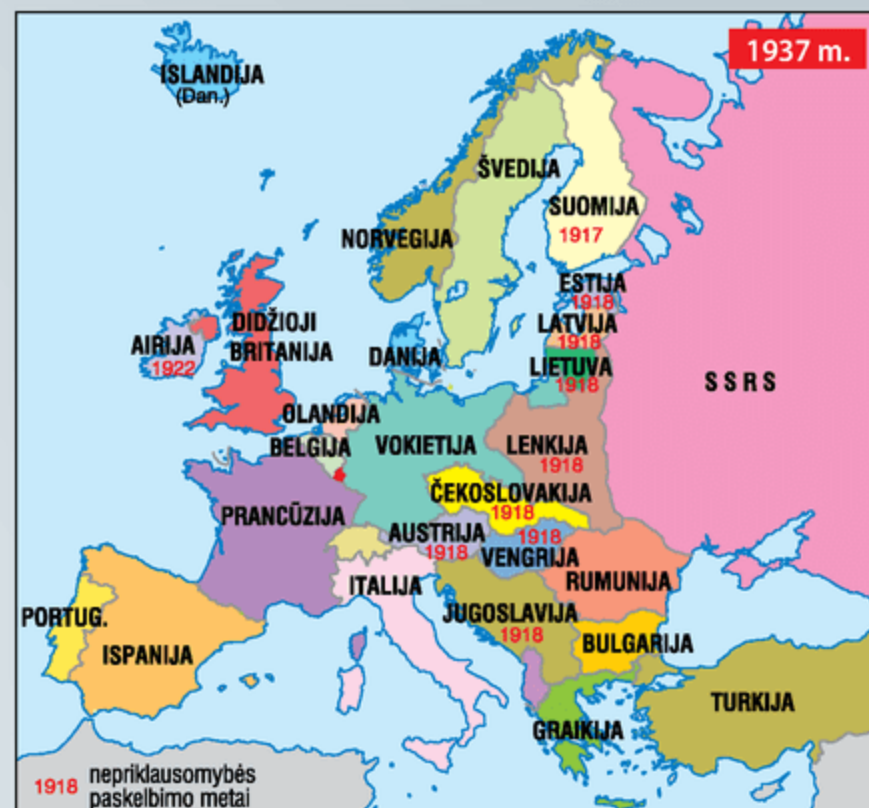 1937 m.
ISLANDIJA
(Dan.)
ŠVEDIJA
SUOMIJA
1917
NORVEGIJA
ESTIJA
1918
LATVIJA
1918
LIETUVA
1918
AIRIJA
1922
DIDŽIOJI
BRITANIJA
DANIJA
SSRS
OLANDIJA
BELGIJA
VOKIETIJA
LENKIJA
1918
ČEKOSLOVAKIJA
1918
PRANCŪZIJA
AUSTRIJA
1918
1918
VENGRIJA
ITALIJA
RUMUNIJA
JUGOSLAVIJA
1918
PORTUG.
ISPANIJA
BULGARIJA
TURKIJA
GRAIKIJA
1918 nepriklausomybės
paskelbimo metai